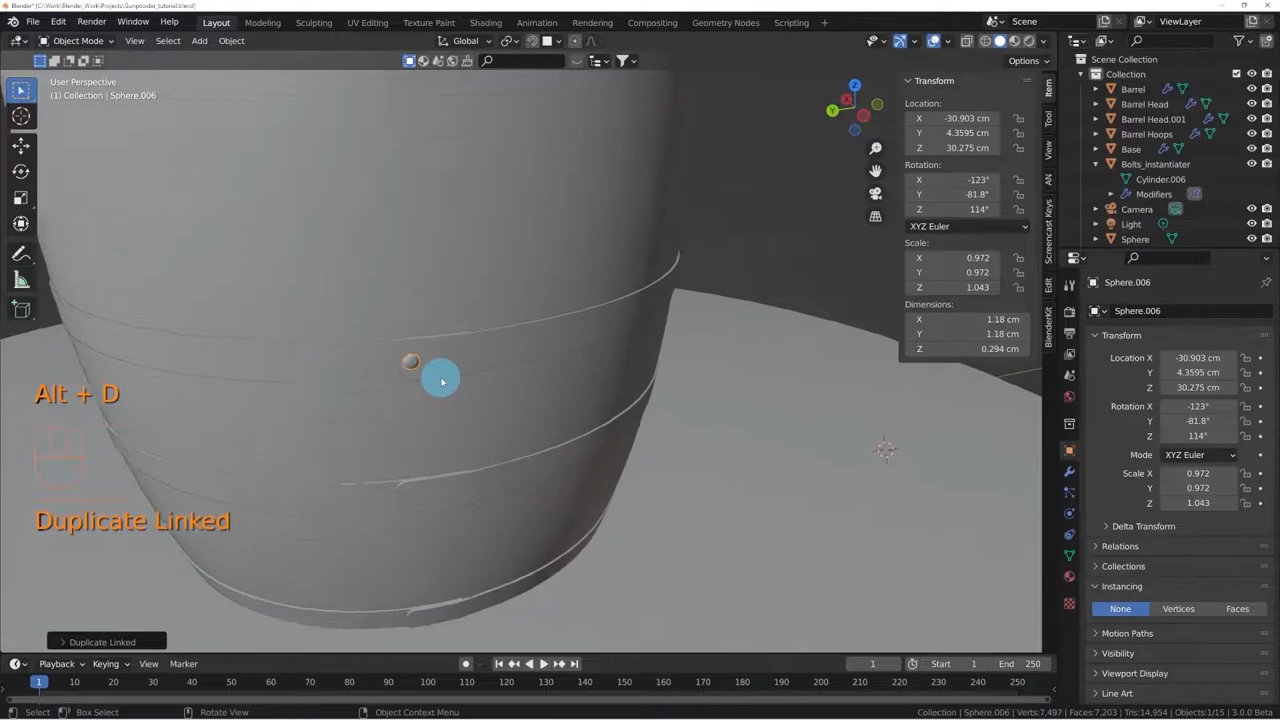 Blender* [C:\Work\Blender_Work\Projects\Gunpowder_tutorial.blend]
File Edit Render Window Help Layout Modeling Sculpting UV Editing Texture Paint Shading Animation Rendering Compositing Geometry Nodes Scripting + Scene ViewLayer
Object Mode View Select Add Object Global
Options
User Perspective
(1) Collection | Sphere.006
Transform
Location:
X -30.903 cm
Y 4.3595 cm
Z 30.275 cm
Rotation:
X -123°
Y -81.8°
Z 114°
XYZ Euler
Scale:
X 0.972
Y 0.972
Z 1.043
Dimensions:
X 1.18 cm
Y 1.18 cm
Z 0.294 cm
Item
Tool
View
AN
Screencast Keys
Edit
BlenderKit
Scene Collection
Collection
Barrel
Barrel Head
Barrel Head.001
Barrel Hoops
Base
Bolts_instantiater
Cylinder.006
Modifiers
Camera
Light
Sphere
Sphere.006
Sphere.006
Transform
Location X -30.903 cm
Y 4.3595 cm
Z 30.275 cm
Rotation X -123°
Y -81.8°
Z 114°
Mode XYZ Euler
Scale X 0.972
Y 0.972
Z 1.043
Delta Transform
Relations
Collections
Instancing
None Vertices Faces
Motion Paths
Visibility
Viewport Display
Line Art
Alt + D
Duplicate Linked
Duplicate Linked
Playback Keying View Marker 1 Start 1 End 250
1 10 20 30 40 50 60 70 80 90 100 110 120 130 140 150 160 170 180 190 200 210 220 230 240 250
Select Box Select Rotate View Object Context Menu Collection | Sphere.006 | Verts:7,497 | Faces:7,203 | Tris:14,954 | Objects:1/15 | 3.0.0 Beta